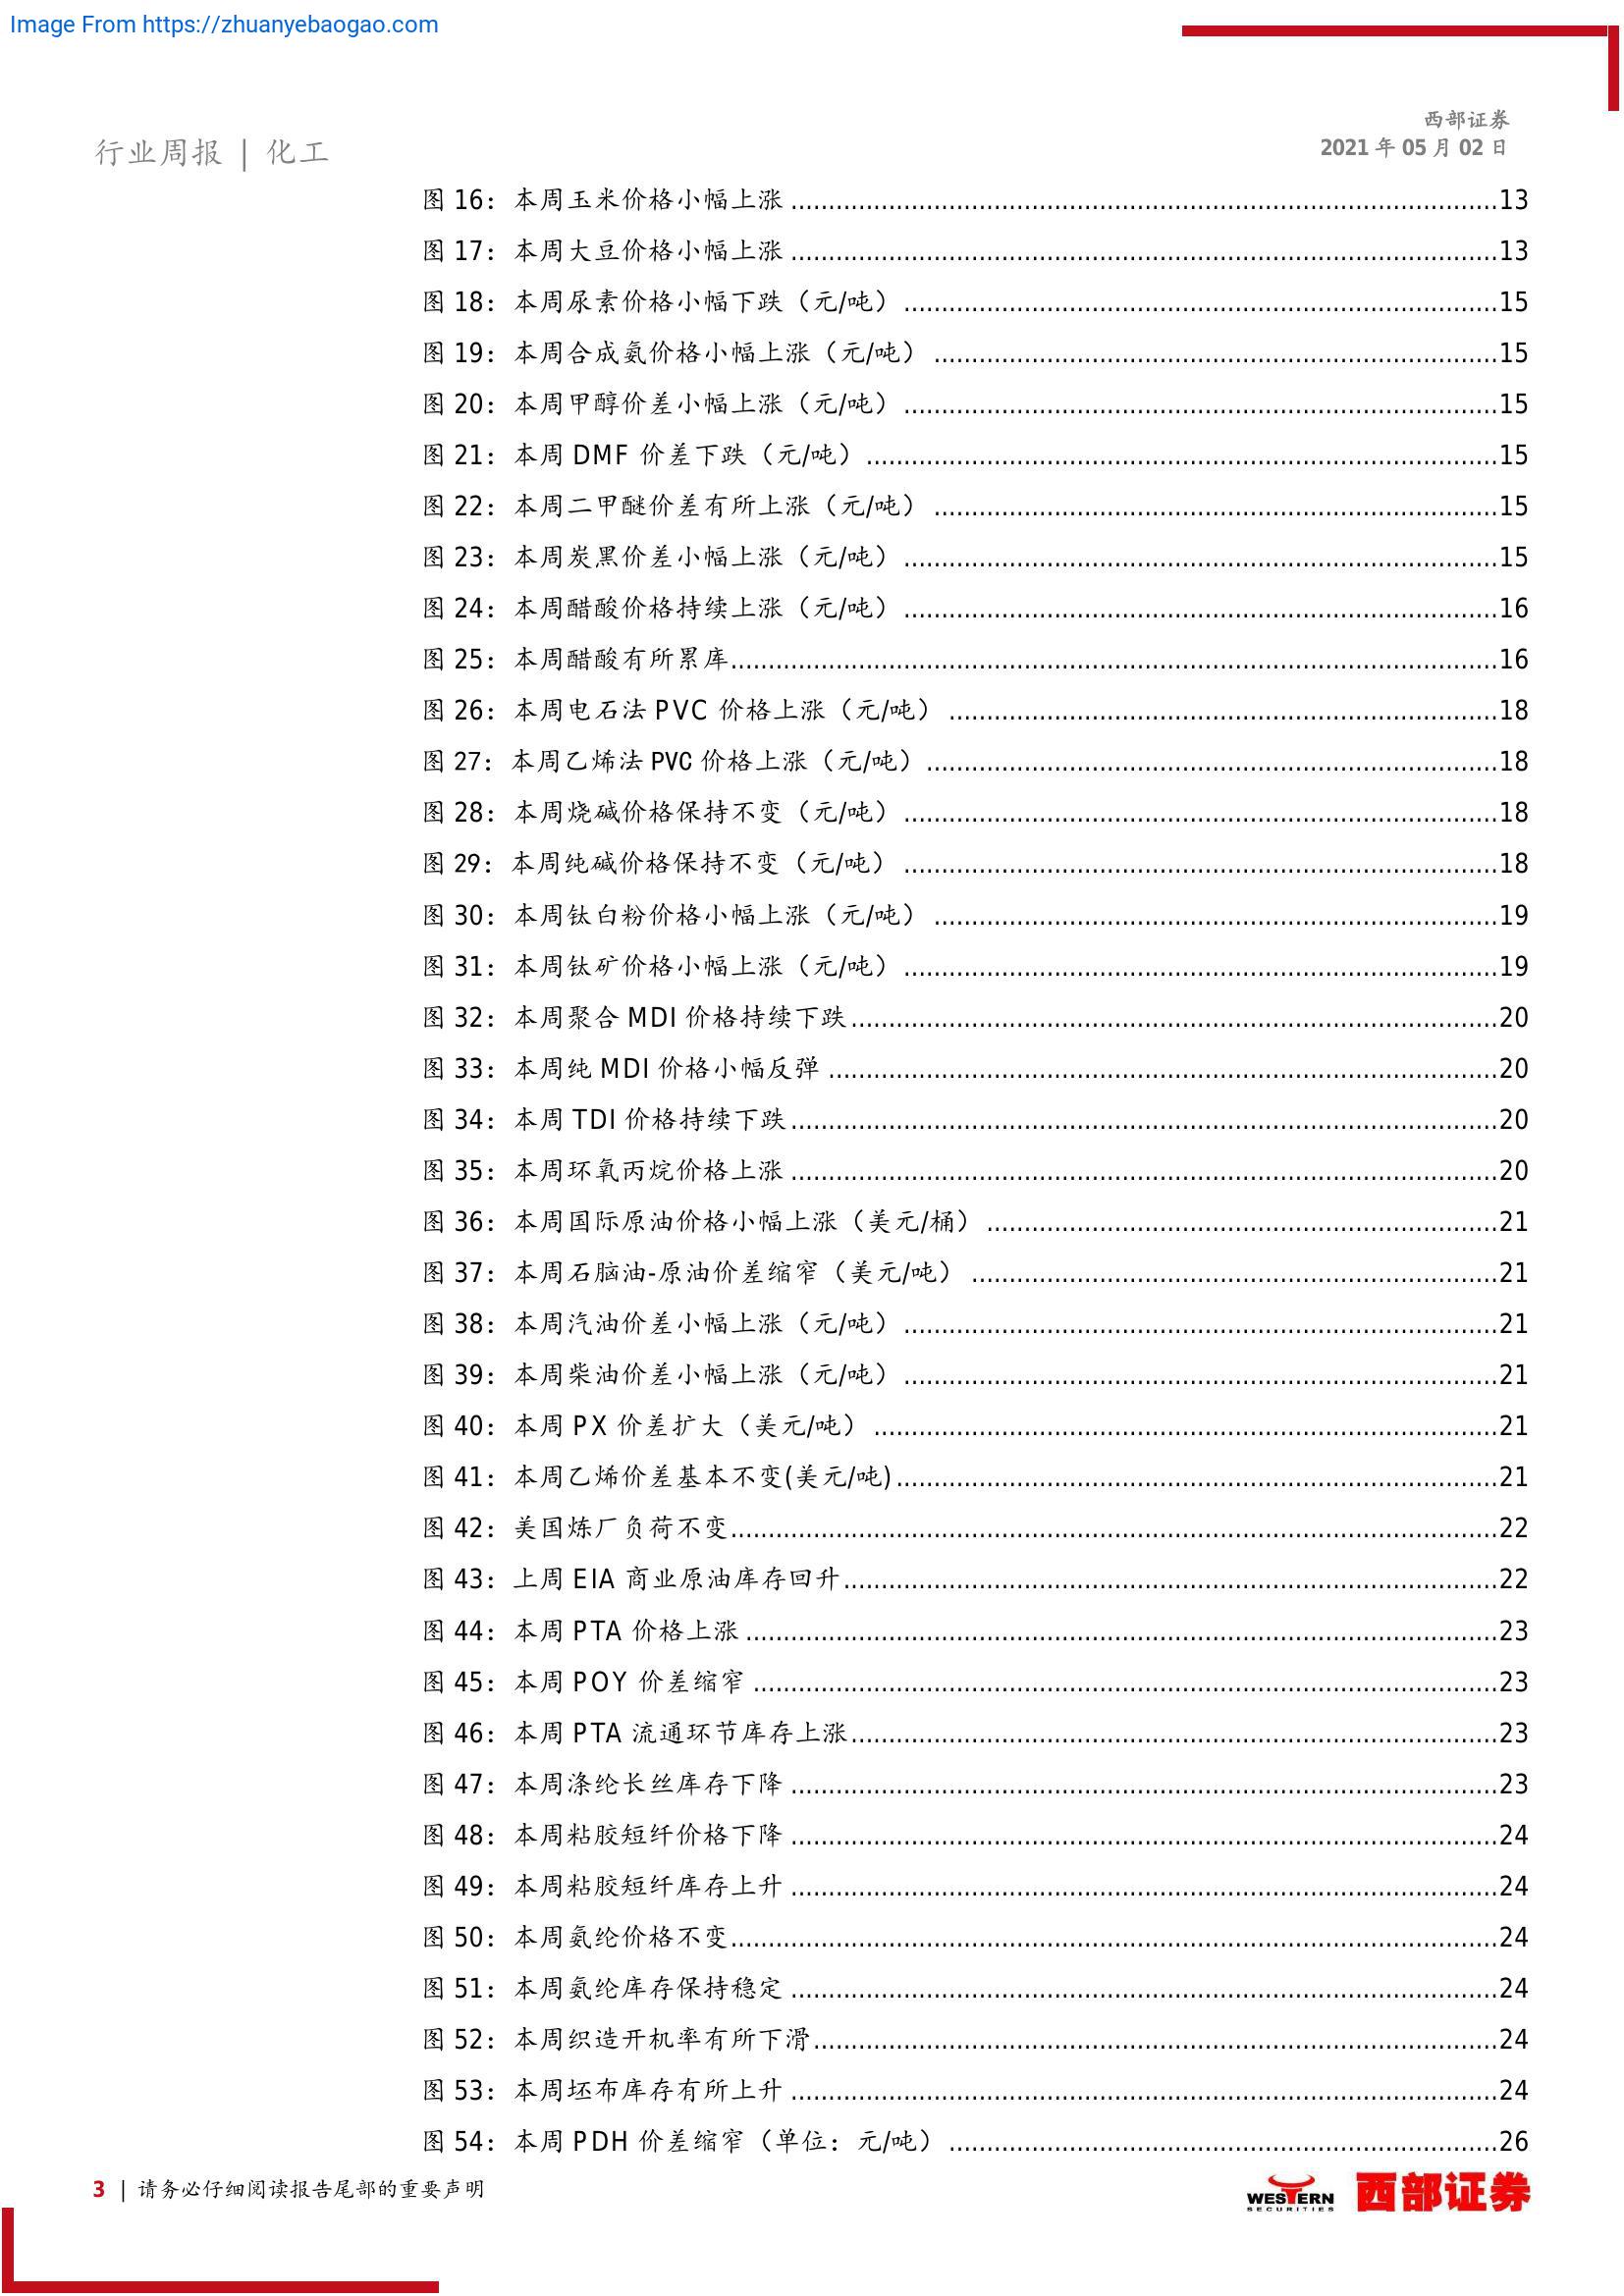 Image From https://zhuanyebaogao.com
西部证券
行业周报 | 化工
2021 年 05 月 02 日
图 16：本周玉米价格小幅上涨 ........................................13
图 17：本周大豆价格小幅上涨 ........................................13
图 18：本周尿素价格小幅下跌（元/吨） ........................................15
图 19：本周合成氨价格小幅上涨（元/吨） ........................................15
图 20：本周甲醇价差小幅上涨（元/吨） ........................................15
图 21：本周 DMF 价差下跌（元/吨） ........................................15
图 22：本周二甲醚价差有所上涨（元/吨） ........................................15
图 23：本周炭黑价差小幅上涨（元/吨） ........................................15
图 24：本周醋酸价格持续上涨（元/吨） ........................................16
图 25：本周醋酸有所累库........................................16
图 26：本周电石法 PVC 价格上涨（元/吨） ........................................18
图 27：本周乙烯法 PVC 价格上涨（元/吨） ........................................18
图 28：本周烧碱价格保持不变（元/吨） ........................................18
图 29：本周纯碱价格保持不变（元/吨） ........................................18
图 30：本周钛白粉价格小幅上涨（元/吨） ........................................19
图 31：本周钛矿价格小幅上涨（元/吨） ........................................19
图 32：本周聚合 MDI 价格持续下跌........................................20
图 33：本周纯 MDI 价格小幅反弹 ........................................20
图 34：本周 TDI 价格持续下跌........................................20
图 35：本周环氧丙烷价格上涨 ........................................20
图 36：本周国际原油价格小幅上涨（美元/桶） ........................................21
图 37：本周石脑油-原油价差缩窄（美元/吨） ........................................21
图 38：本周汽油价差小幅上涨（元/吨） ........................................21
图 39：本周柴油价差小幅上涨（元/吨） ........................................21
图 40：本周 PX 价差扩大（美元/吨） ........................................21
图 41：本周乙烯价差基本不变(美元/吨)........................................21
图 42：美国炼厂负荷不变........................................22
图 43：上周 EIA 商业原油库存回升........................................22
图 44：本周 PTA 价格上涨 ........................................23
图 45：本周 POY 价差缩窄 ........................................23
图 46：本周 PTA 流通环节库存上涨........................................23
图 47：本周涤纶长丝库存下降 ........................................23
图 48：本周粘胶短纤价格下降 ........................................24
图 49：本周粘胶短纤库存上升 ........................................24
图 50：本周氨纶价格不变........................................24
图 51：本周氨纶库存保持稳定 ........................................24
图 52：本周织造开机率有所下滑........................................24
图 53：本周坯布库存有所上升 ........................................24
图 54：本周 PDH 价差缩窄（单位：元/吨） ........................................26
3 | 请务必仔细阅读报告尾部的重要声明
WESTERN
SECURITIES
西部证券